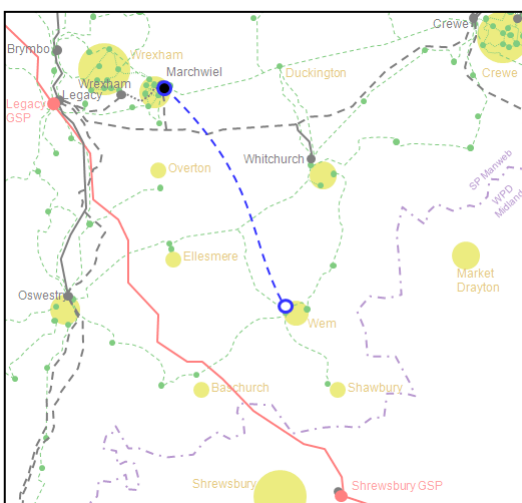 Crewe
Brymbo
Wrexham
Marchwiel
Duckington
Crewe
Wrexham
Legacy
Legacy
GSP
Whitchurch
SP Manweb
WPD
Midlands
Overton
Ellesmere
Market
Drayton
Oswestry
Wem
Baschurch
Shawbury
Shrewsbury
Shrewsbury GSP